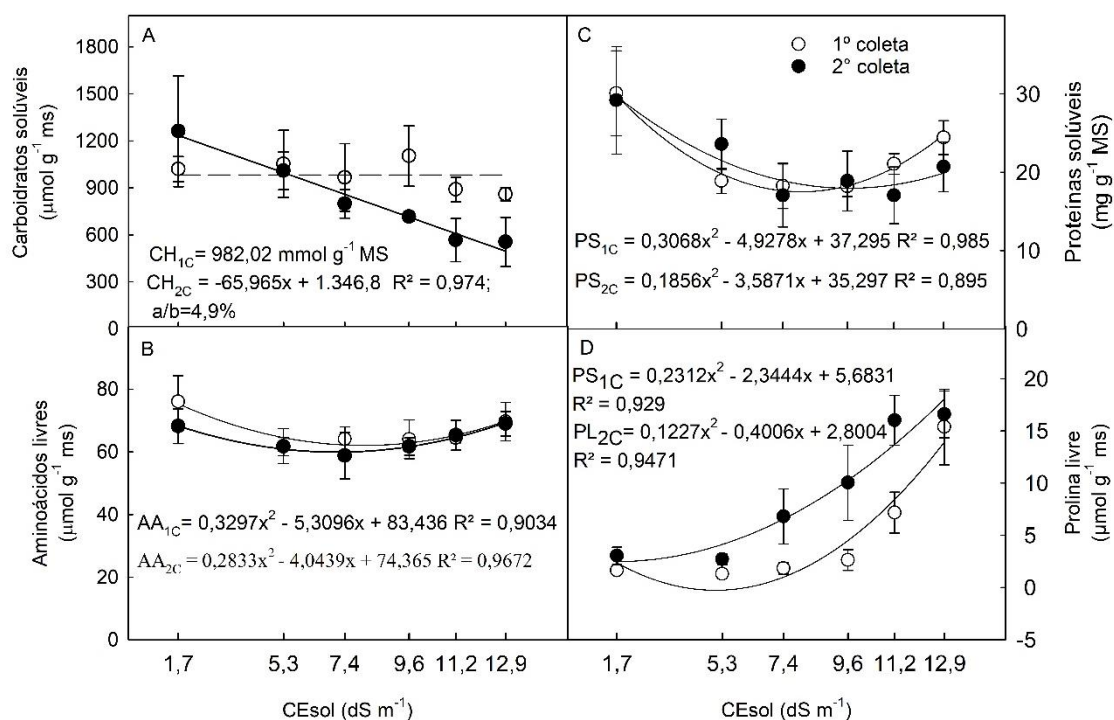 A
1800
1500
1200
900
600
300
0
Carboidratos solúveis
(μmol g-1 ms)
CH1C= 982,02 mmol g-1 MS
CH2C = -65,965x + 1.346,8 R2 = 0,974;
a/b=4,9%
C
1º coleta
2° coleta
30
20
10
0
Proteínas solúveis
(mg g-1 MS)
PS1C = 0,3068x2 - 4,9278x + 37,295 R2 = 0,985
PS2C = 0,1856x2 - 3,5871x + 35,297 R2 = 0,895
B
80
60
40
20
0
Aminoácidos livres
(μmol g-1 ms)
AA1C= 0,3297x2 - 5,3096x + 83,436 R2 = 0,9034
AA2C = 0,2833x2 - 4,0439x + 74,365 R2 = 0,9672
1,7 5,3 7,4 9,6 11,2 12,9
CEsol (dS m-1)
D
PS1C = 0,2312x2 - 2,3444x + 5,6831
R2 = 0,929
PL2C = 0,1227x2 - 0,4006x + 2,8004
R2 = 0,9471
20
15
10
5
0
-5
Prolina livre
(μmol g-1 ms)
1,7 5,3 7,4 9,6 11,2 12,9
CEsol (dS m-1)